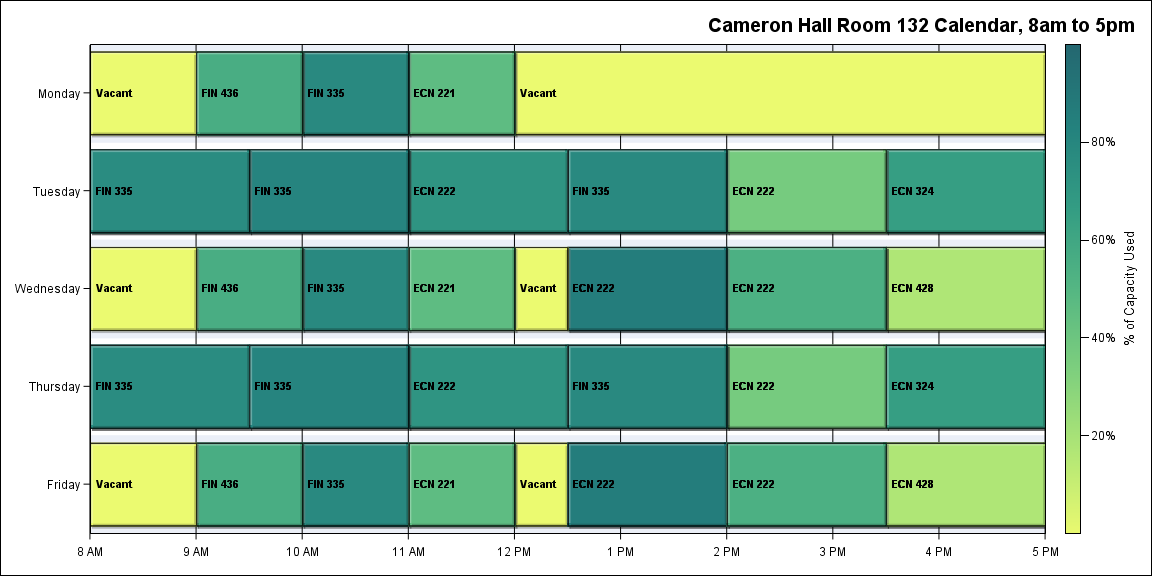 Cameron Hall Room 132 Calendar, 8am to 5pm
Monday
Vacant
FIN 436
FIN 335
ECN 221
Vacant
Tuesday
FIN 335
FIN 335
ECN 222
FIN 335
ECN 222
ECN 324
Wednesday
Vacant
FIN 436
FIN 335
ECN 221
Vacant
ECN 222
ECN 222
ECN 428
Thursday
FIN 335
FIN 335
ECN 222
FIN 335
ECN 222
ECN 324
Friday
Vacant
FIN 436
FIN 335
ECN 221
Vacant
ECN 222
ECN 222
ECN 428
8 AM
9 AM
10 AM
11 AM
12 PM
1 PM
2 PM
3 PM
4 PM
5 PM
80%
60%
40%
20%
% of Capacity Used